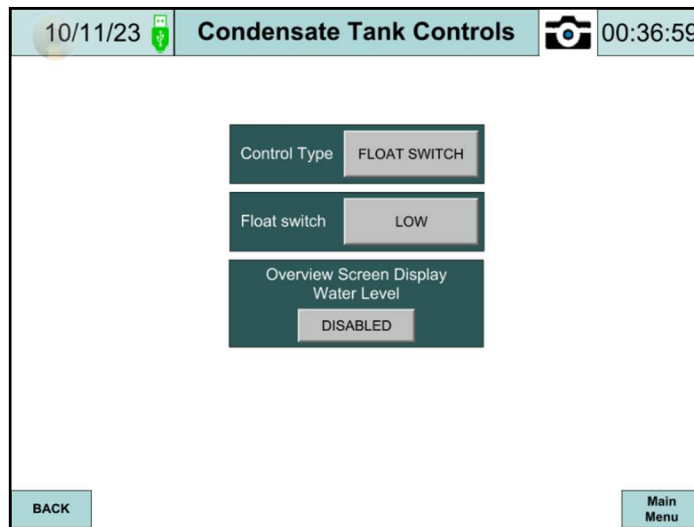 10/11/23
Condensate Tank Controls
00:36:59
Control Type
FLOAT SWITCH
Float switch
LOW
Overview Screen Display
Water Level
DISABLED
BACK
Main
Menu